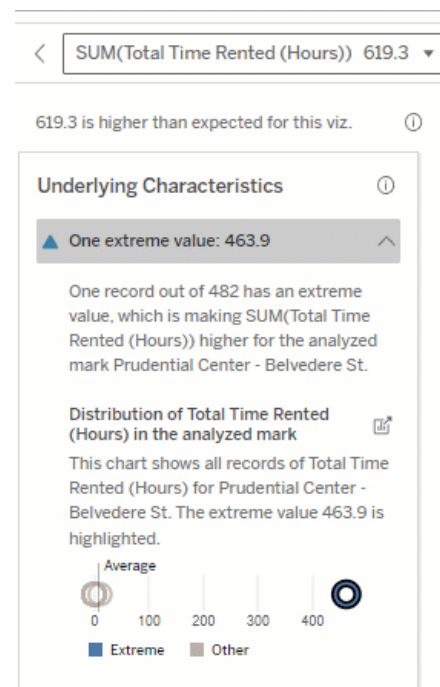 SUM(Total Time Rented (Hours)) 619.3
619.3 is higher than expected for this viz.
Underlying Characteristics
One extreme value: 463.9
One record out of 482 has an extreme
value, which is making SUM(Total Time
Rented (Hours)) higher for the analyzed
mark Prudential Center - Belvedere St.
Distribution of Total Time Rented
(Hours) in the analyzed mark
This chart shows all records of Total Time
Rented (Hours) for Prudential Center -
Belvedere St. The extreme value 463.9 is
highlighted.
Average
0 100 200 300 400
Extreme Other